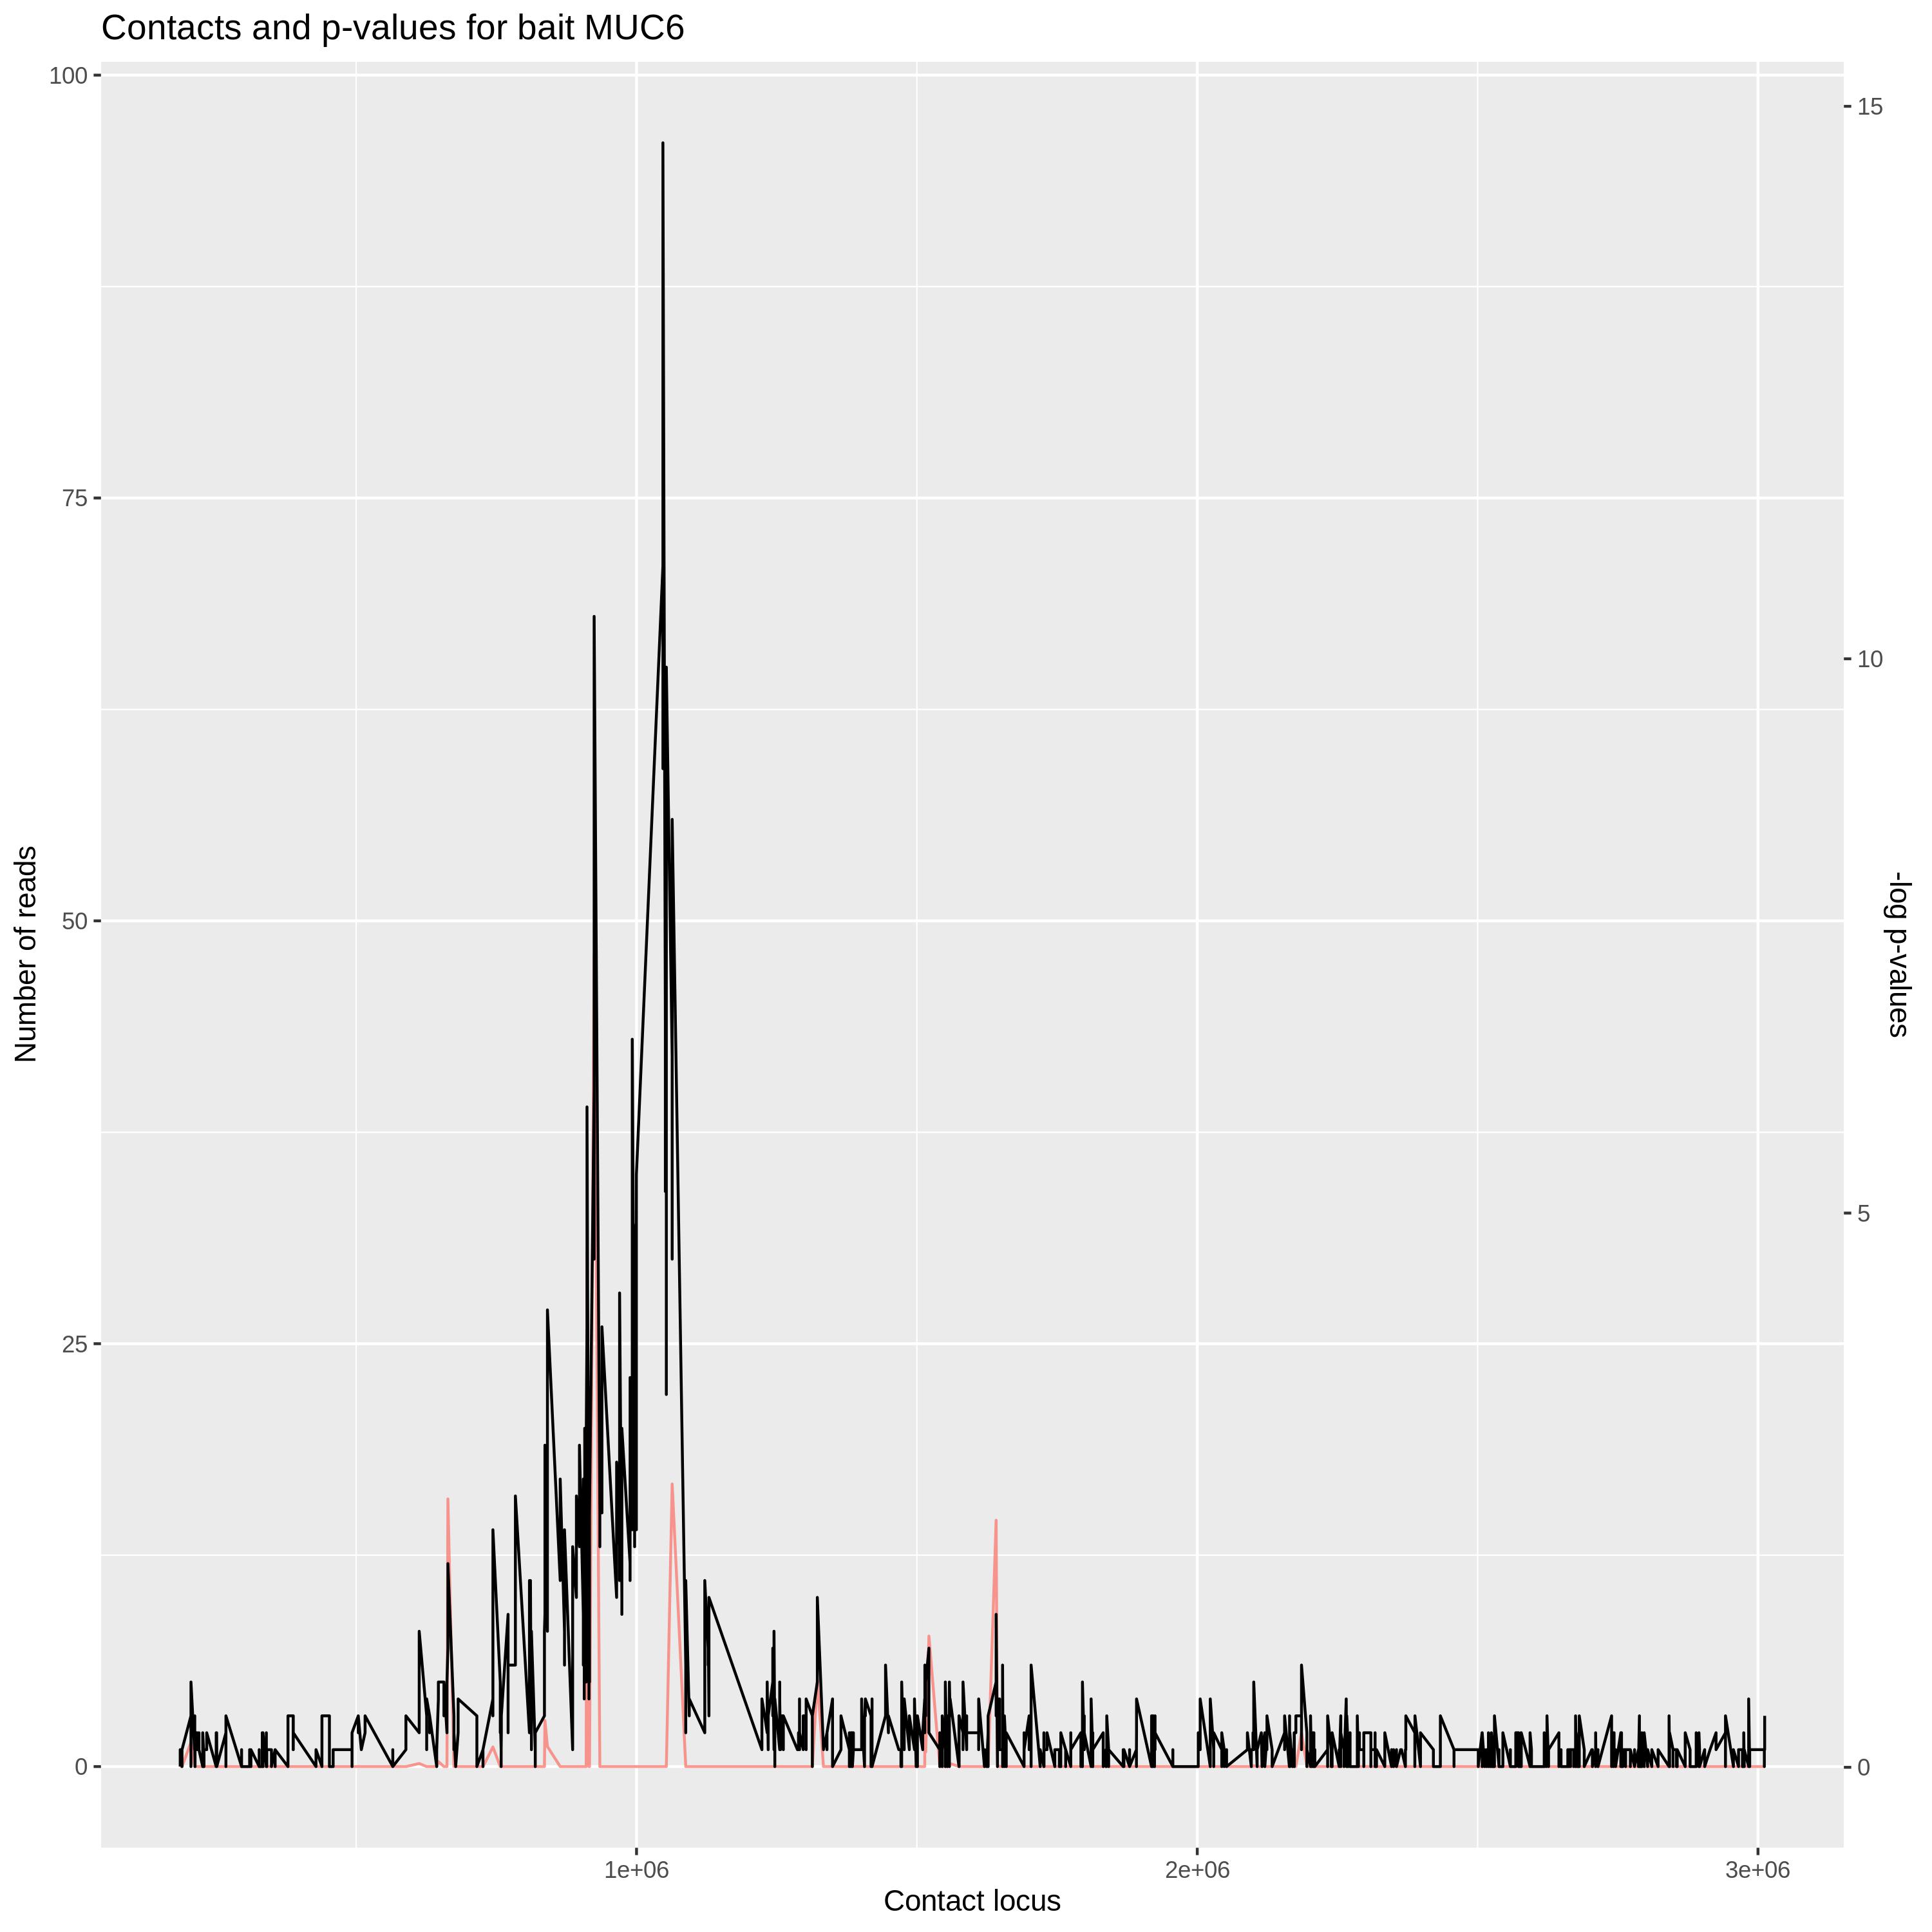 Contacts and p-values for bait MUC6
100
75
50
25
0
Number of reads
15
10
5
0
-log p-values
1e+06
2e+06
3e+06
Contact locus